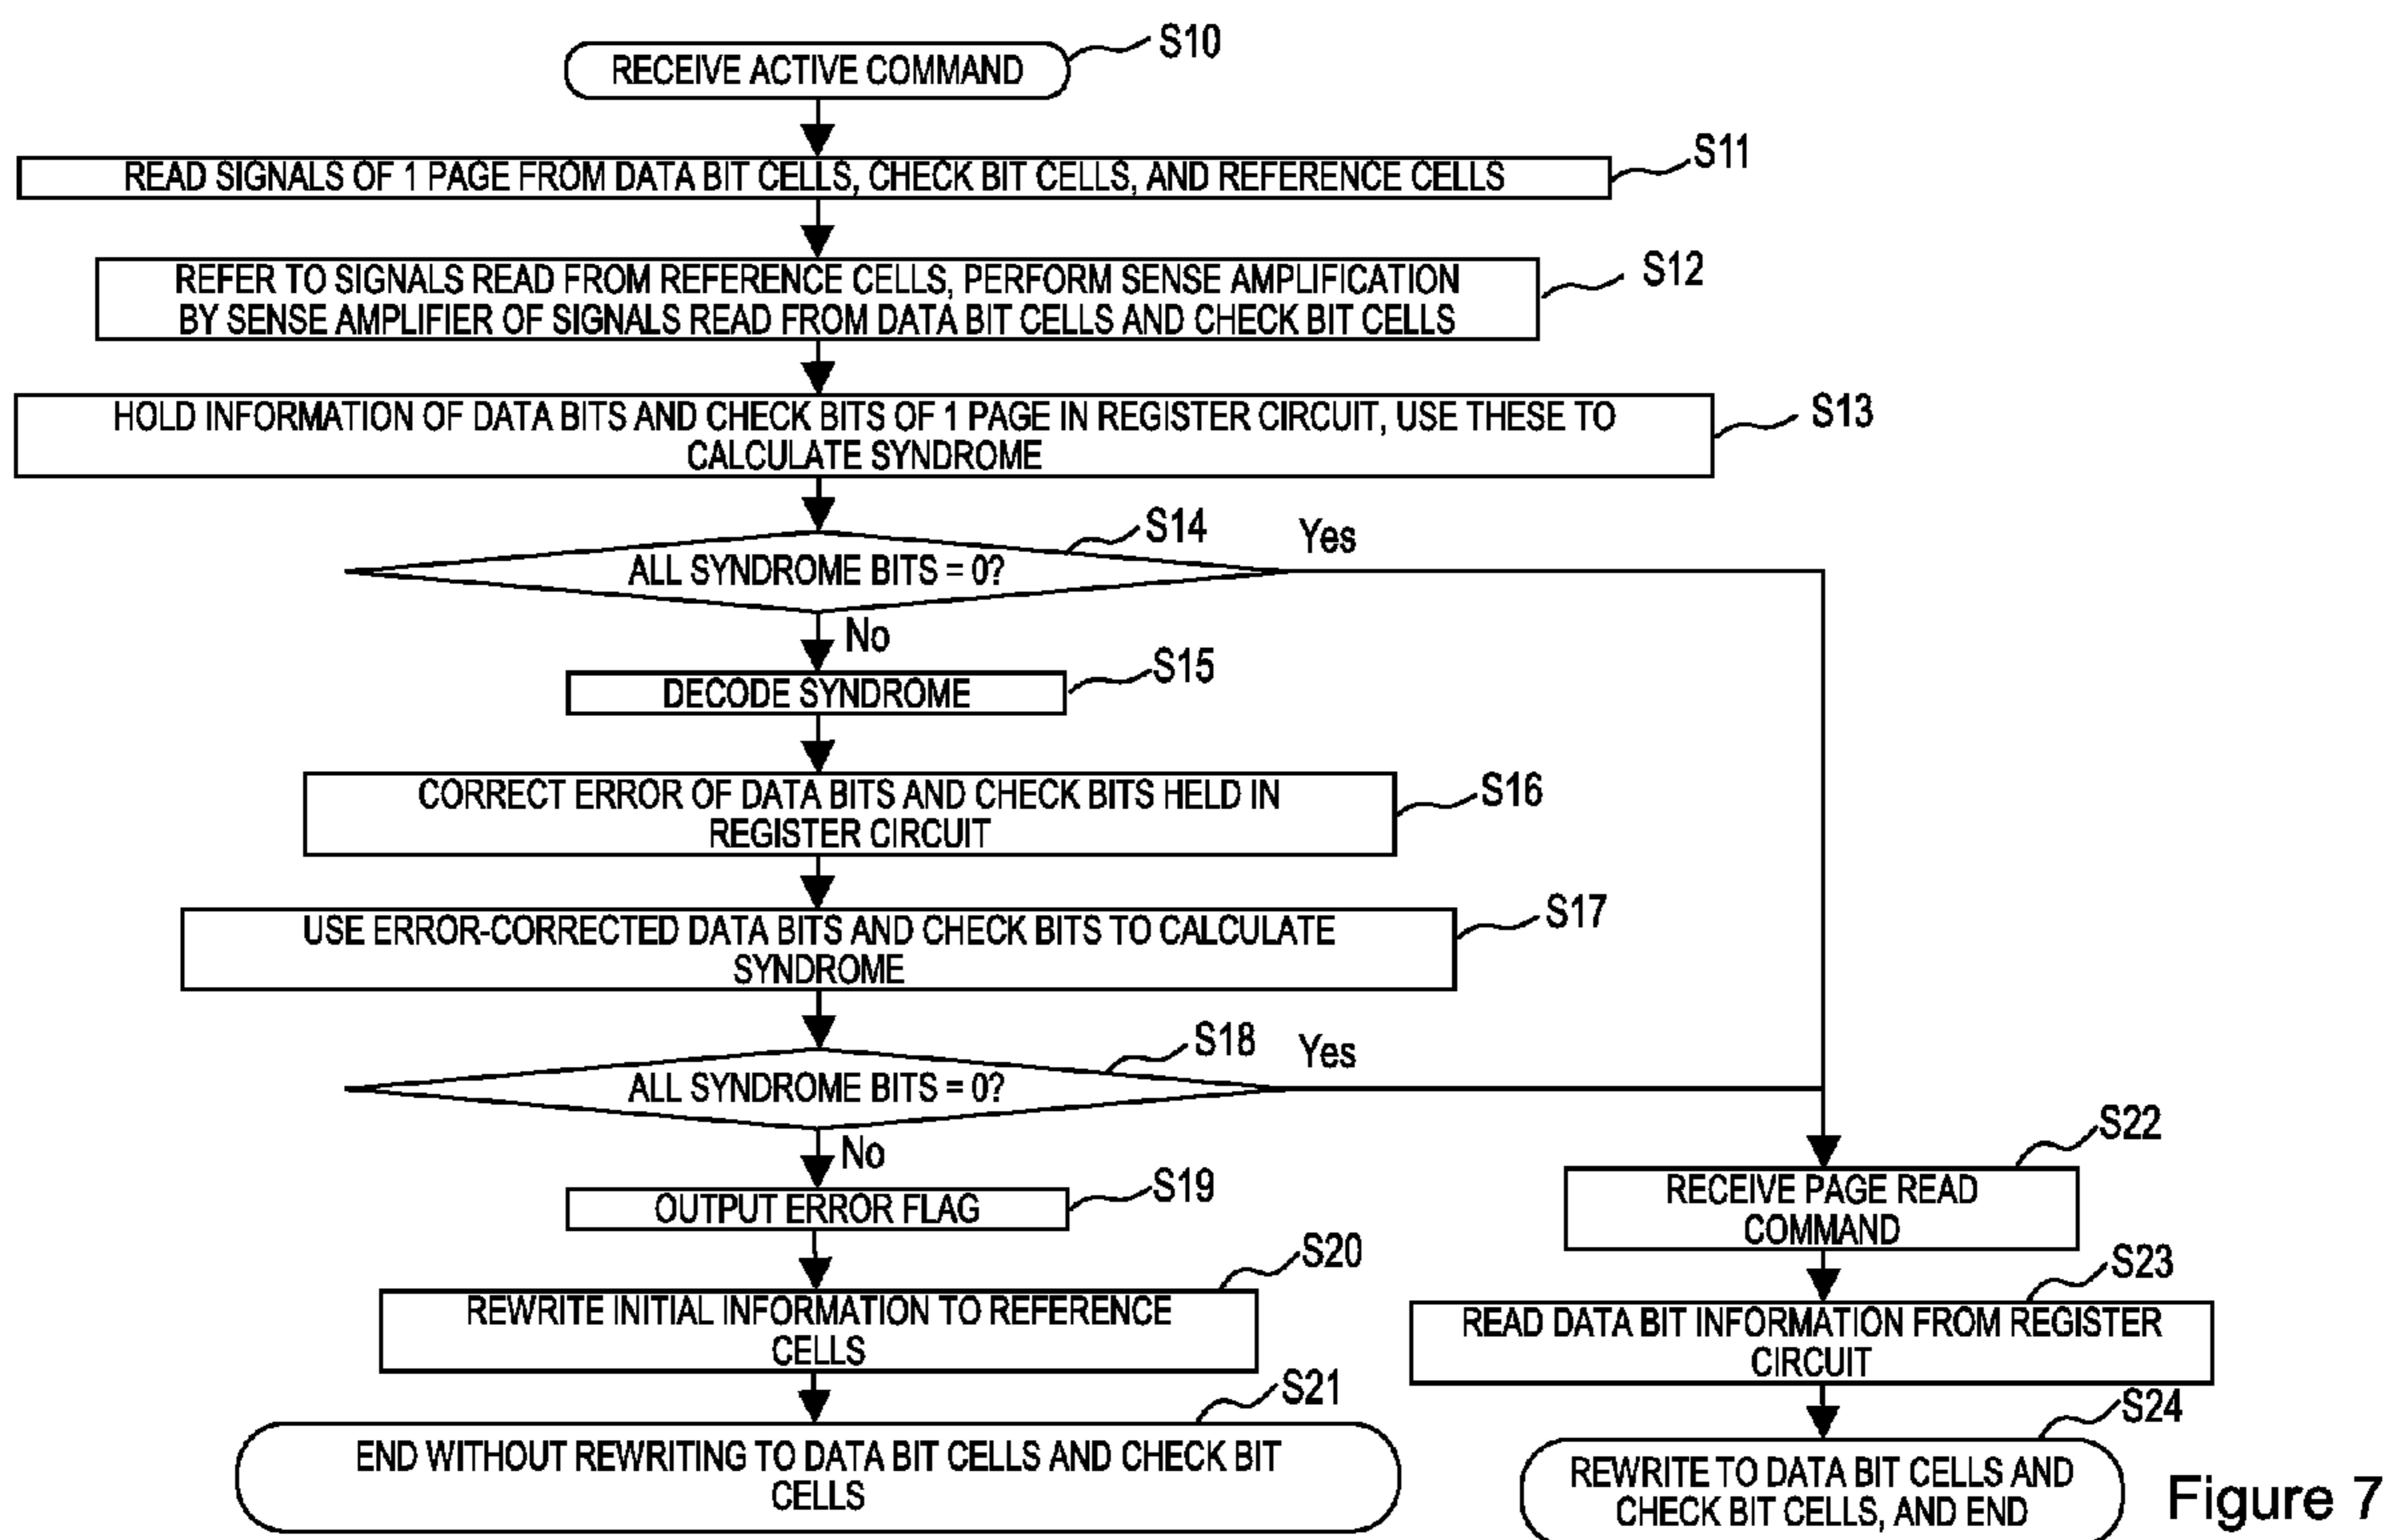 S10
RECEIVE ACTIVE COMMAND
S11
READ SIGNALS OF 1 PAGE FROM DATA BIT CELLS, CHECK BIT CELLS, AND REFERENCE CELLS
S12
REFER TO SIGNALS READ FROM REFERENCE CELLS, PERFORM SENSE AMPLIFICATION
BY SENSE AMPLIFIER OF SIGNALS READ FROM DATA BIT CELLS AND CHECK BIT CELLS
S13
HOLD INFORMATION OF DATA BITS AND CHECK BITS OF 1 PAGE IN REGISTER CIRCUIT, USE THESE TO
CALCULATE SYNDROME
S14
Yes
ALL SYNDROME BITS = 0?
No
S15
DECODE SYNDROME
S16
CORRECT ERROR OF DATA BITS AND CHECK BITS HELD IN
REGISTER CIRCUIT
S17
USE ERROR-CORRECTED DATA BITS AND CHECK BITS TO CALCULATE
SYNDROME
S18
Yes
ALL SYNDROME BITS = 0?
No
S19
OUTPUT ERROR FLAG
S20
REWRITE INITIAL INFORMATION TO REFERENCE
CELLS
S21
END WITHOUT REWRITING TO DATA BIT CELLS AND CHECK BIT
CELLS
S22
RECEIVE PAGE READ
COMMAND
S23
READ DATA BIT INFORMATION FROM REGISTER
CIRCUIT
S24
REWRITE TO DATA BIT CELLS AND
CHECK BIT CELLS, AND END
Figure 7